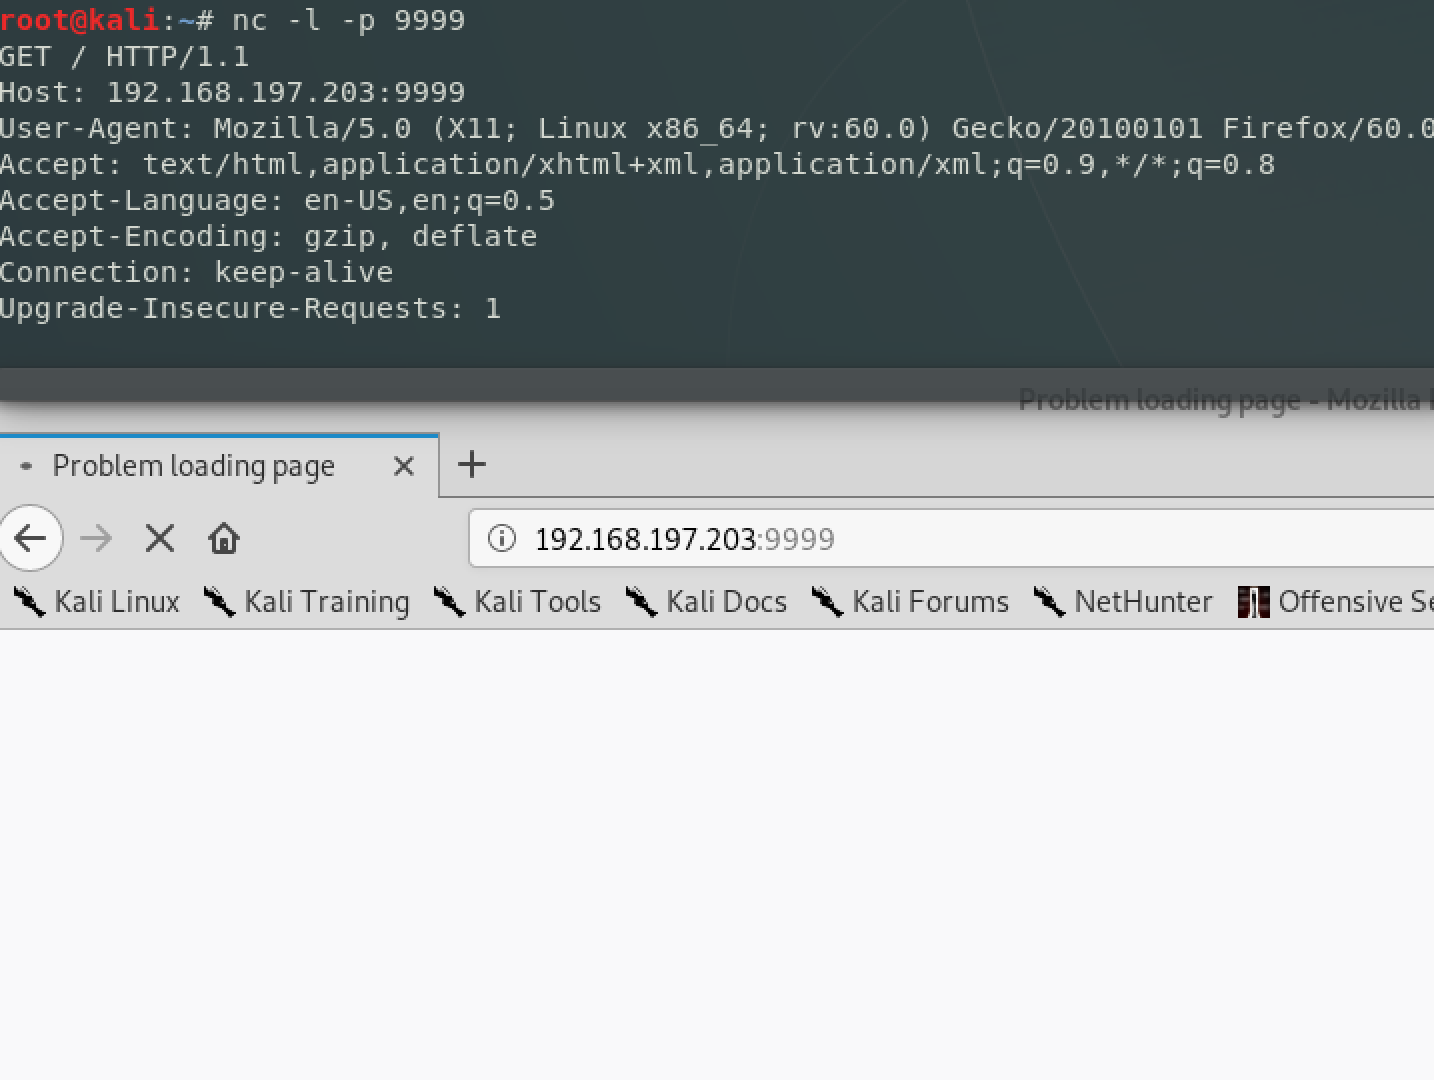 root@kali:~# nc -l -p 9999
GET / HTTP/1.1
Host: 192.168.197.203:9999
User-Agent: Mozilla/5.0 (X11; Linux x86_64; rv:60.0) Gecko/20100101 Firefox/60.0
Accept: text/html,application/xhtml+xml,application/xml;q=0.9,*/*;q=0.8
Accept-Language: en-US,en;q=0.5
Accept-Encoding: gzip, deflate
Connection: keep-alive
Upgrade-Insecure-Requests: 1
Problem loading page - Mozilla
Problem loading page
192.168.197.203:9999
Kali Linux Kali Training Kali Tools Kali Docs Kali Forums NetHunter Offensive Se